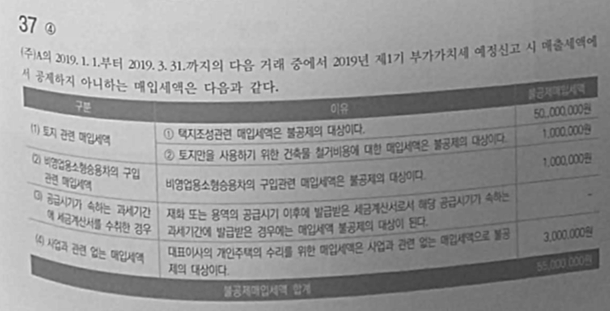 37 ④
(주)A의 2019. 1. 1.부터 2019. 3. 31.까지의 다음 거래 중에서 2019년 제1기 부가가치세 예정신고 시 매출세액에
서 공제하지 아니하는 매입세액은 다음과 같다.
구분 이유 불공제매입세액
(1) 토지 관련 매입세액 ① 택지조성관련 매입세액은 불공제의 대상이다. 50,000,000원
② 토지만을 사용하기 위한 건축물 철거비용에 대한 매입세액은 불공제의 대상이다. 1,000,000원
(2) 비영업용소형승용차의 구입
관련 매입세액 비영업용소형승용차의 구입관련 매입세액은 불공제의 대상이다. 1,000,000원
(3) 공급시기가 속하는 과세기간
에 세금계산서를 수취한 경우 재화 또는 용역의 공급시기 이후에 발급받은 세금계산서로서 해당 공급시기가 속하는
과세기간에 발급받은 경우에는 매입세액 불공제의 대상이 된다. -
(4) 사업과 관련 없는 매입세액 대표이사의 개인주택의 수리를 위한 매입세액은 사업과 관련 없는 매입세액으로 불공
제의 대상이다. 3,000,000원
불공제매입세액 합계 55,000,000원